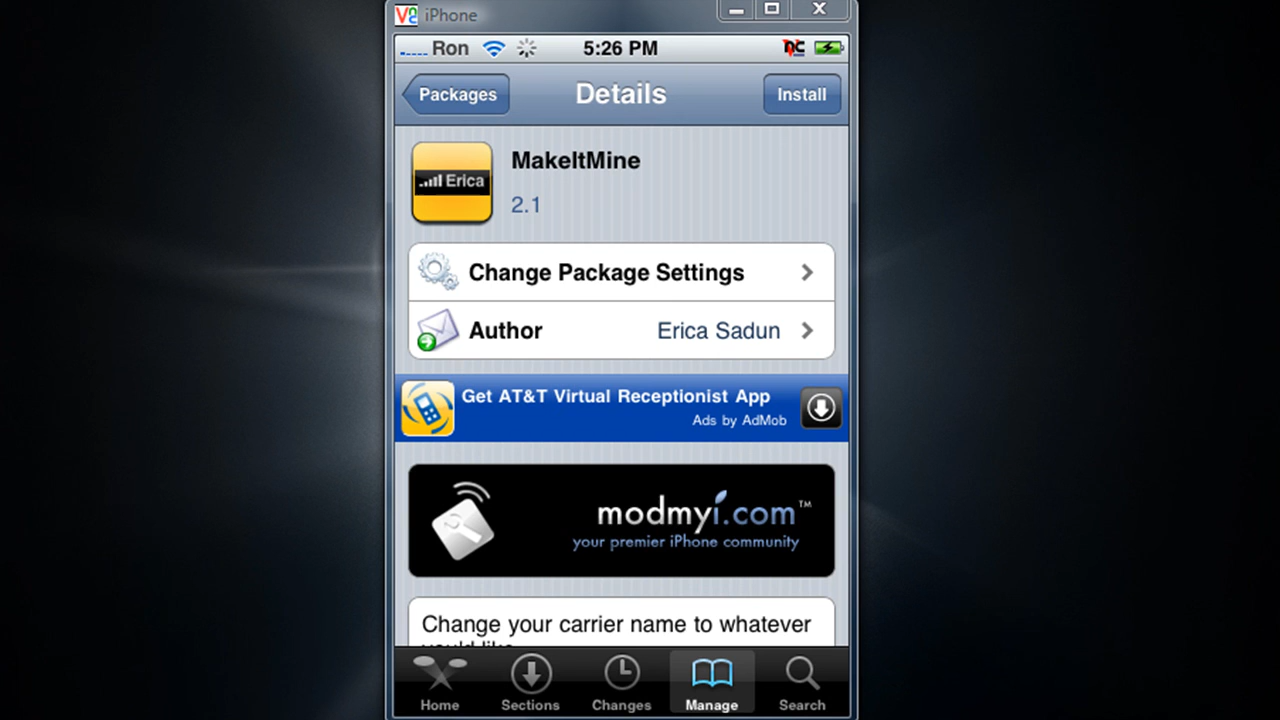 iPhone
Ron 5:26 PM
Packages Details Install
Erica
MakeItMine
2.1
Change Package Settings
Author Erica Sadun
Get AT&T Virtual Receptionist App
Ads by AdMob
modmyi.com™
your premier iPhone community
Change your carrier name to whatever
Home Sections Changes Manage Search